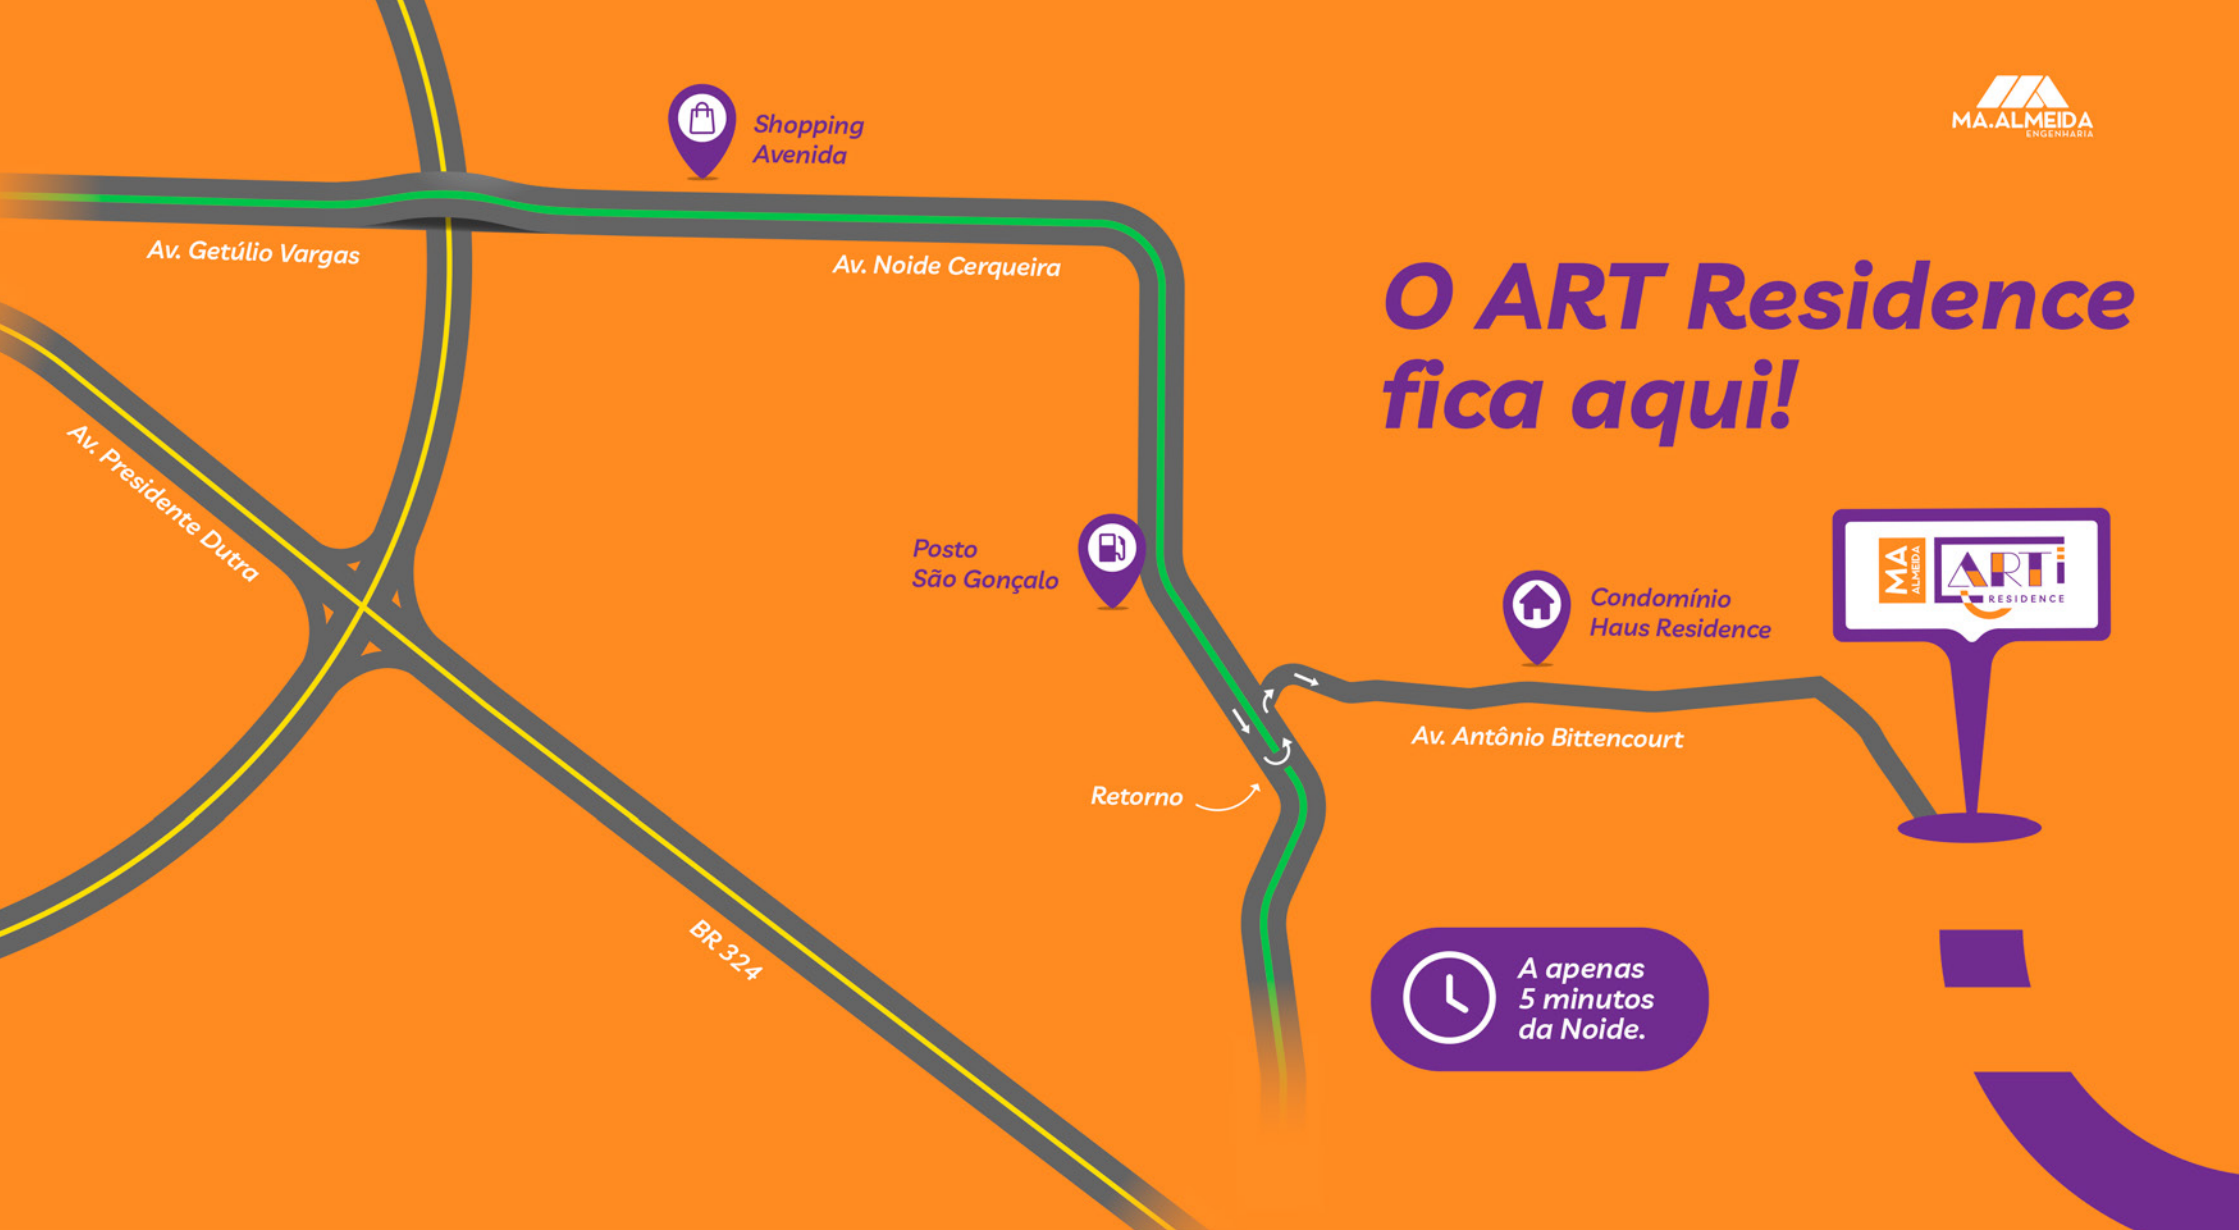 MA.ALMEIDA
ENGENHARIA
Shopping
Avenida
Av. Getúlio Vargas
Av. Noide Cerqueira
O ART Residence
fica aqui!
Av. Presidente Dutra
Posto
São Gonçalo
Condomínio
Haus Residence
MA
ALMEIDA
ART
RESIDENCE
Av. Antônio Bittencourt
Retorno
BR 324
A apenas
5 minutos
da Noide.